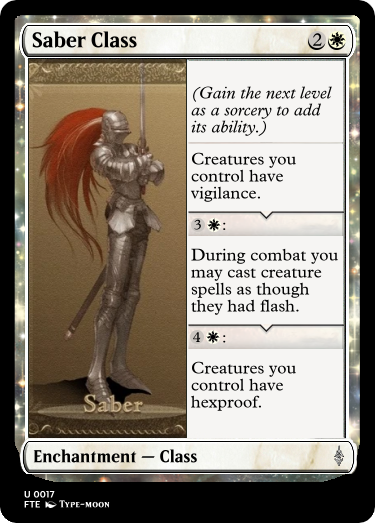 Saber Class 2
(Gain the next level
as a sorcery to add
its ability.)
Creatures you
control have
vigilance.
3 :
During combat you
may cast creature
spells as though
they had flash.
4 :
Creatures you
control have
hexproof.
Saber
Enchantment — Class
U 0017
FTE Type-moon